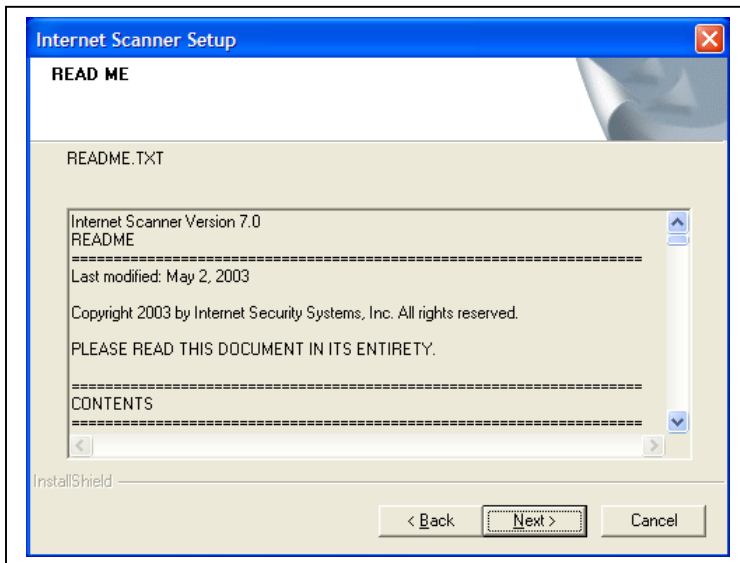 Internet Scanner Setup
READ ME
README.TXT
Internet Scanner Version 7.0
README
====================================================================
Last modified: May 2, 2003
Copyright 2003 by Internet Security Systems, Inc. All rights reserved.
PLEASE READ THIS DOCUMENT IN ITS ENTIRETY.
====================================================================
CONTENTS
====================================================================
InstallShield
< Back
Next >
Cancel